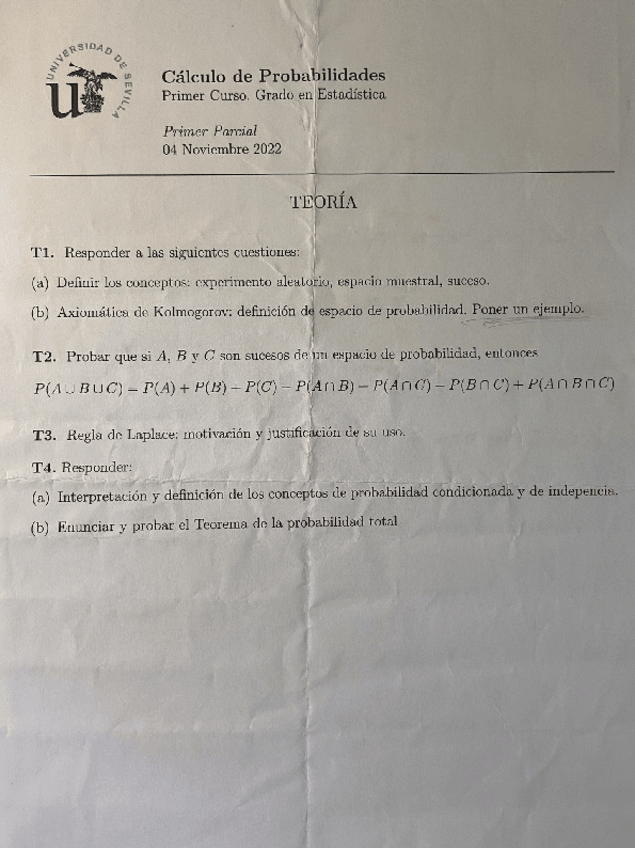 UNIVERSIDAD DE SEVILLA
Cálculo de Probabilidades
Primer Curso. Grado en Estadística
Primer Parcial
04 Noviembre 2022
TEORÍA
T1. Responder a las siguientes cuestiones:
(a) Definir los conceptos: experimento aleatorio, espacio muestral, suceso.
(b) Axiomática de Kolmogorov: definición de espacio de probabilidad. Poner un ejemplo.
T2. Probar que si A, B y C son sucesos de un espacio de probabilidad, entonces
P(A ∪ B ∪ C) = P(A) + P(B) + P(C) − P(A ∩ B) − P(A ∩ C) − P(B ∩ C) + P(A ∩ B ∩ C)
T3. Regla de Laplace: motivación y justificación de su uso.
T4. Responder:
(a) Interpretación y definición de los conceptos de probabilidad condicionada y de indepencia.
(b) Enunciar y probar el Teorema de la probabilidad total